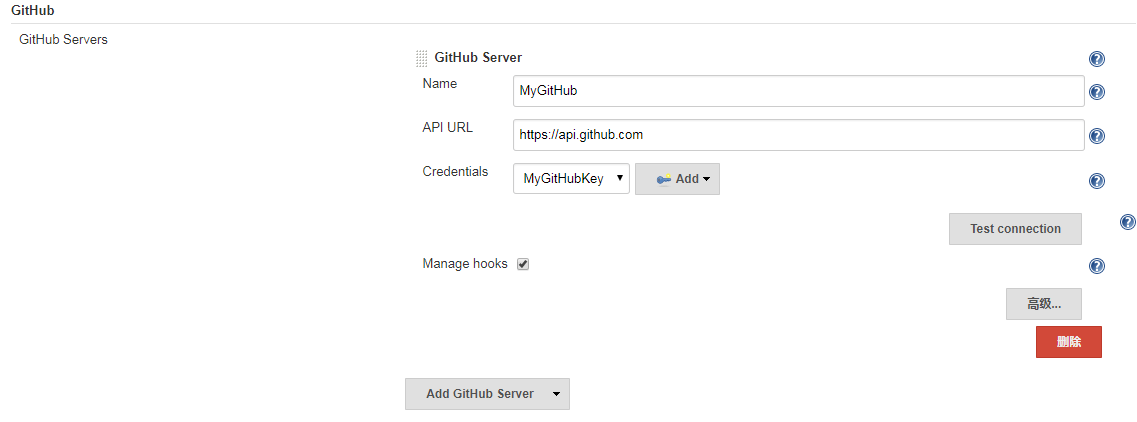 GitHub
GitHub Servers
GitHub Server
Name
MyGitHub
API URL
https://api.github.com
Credentials
MyGitHubKey
Add
Test connection
Manage hooks
高级...
删除
Add GitHub Server